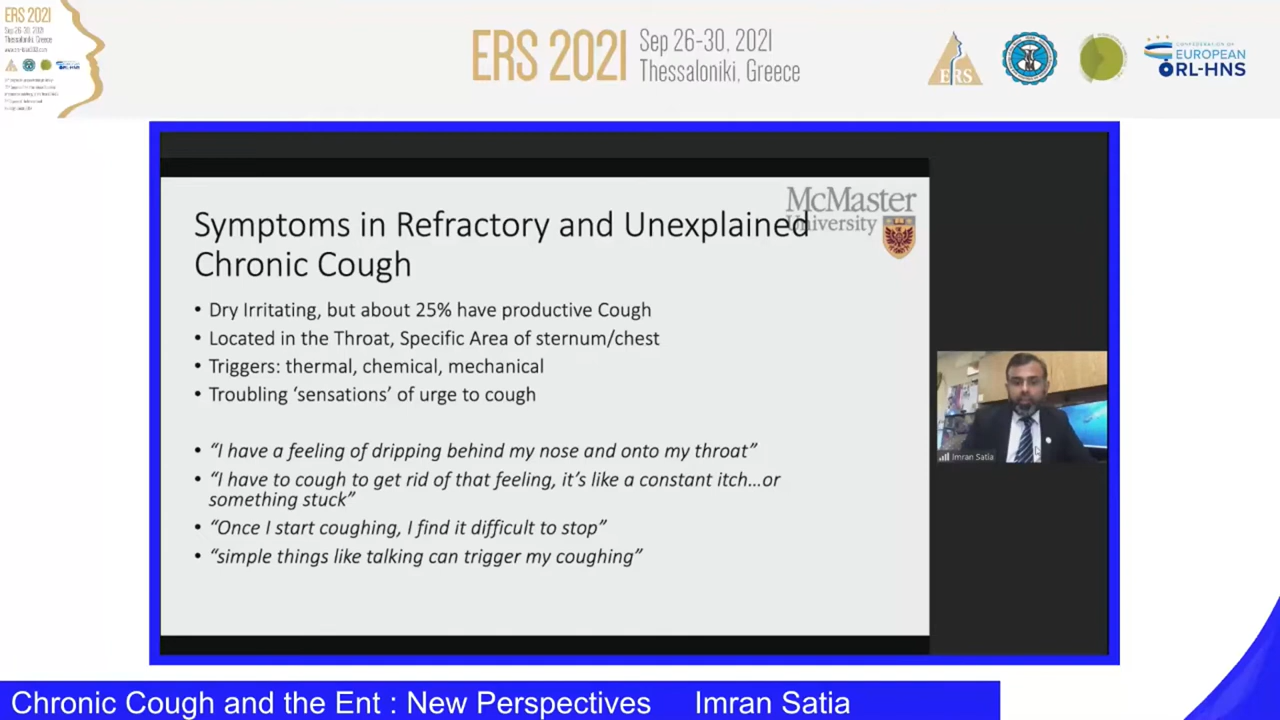 ERS 2021
Sep 26-30, 2021
Thessaloniki, Greece
ERS 2021
Sep 26-30, 2021
Thessaloniki, Greece
ERS
CONFEDERATION OF
EUROPEAN
ORL-HNS
McMaster
University
Symptoms in Refractory and Unexplained
Chronic Cough
• Dry Irritating, but about 25% have productive Cough
• Located in the Throat, Specific Area of sternum/chest
• Triggers: thermal, chemical, mechanical
• Troubling ‘sensations’ of urge to cough
• “I have a feeling of dripping behind my nose and onto my throat”
• “I have to cough to get rid of that feeling, it’s like a constant itch…or
something stuck”
• “Once I start coughing, I find it difficult to stop”
• “simple things like talking can trigger my coughing”
Imran Satia
Chronic Cough and the Ent : New Perspectives Imran Satia